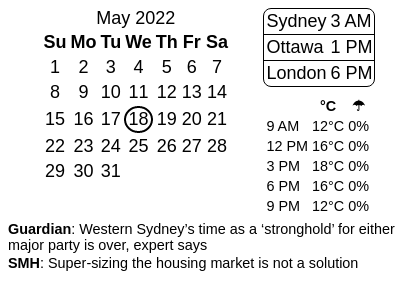 May 2022
Su Mo Tu We Th Fr Sa
1 2 3 4 5 6 7
8 9 10 11 12 13 14
15 16 17 18 19 20 21
22 23 24 25 26 27 28
29 30 31
Sydney 3 AM
Ottawa 1 PM
London 6 PM
°C ☂
9 AM 12°C 0%
12 PM 16°C 0%
3 PM 18°C 0%
6 PM 16°C 0%
9 PM 12°C 0%
Guardian: Western Sydney’s time as a ‘stronghold’ for either
major party is over, expert says
SMH: Super-sizing the housing market is not a solution